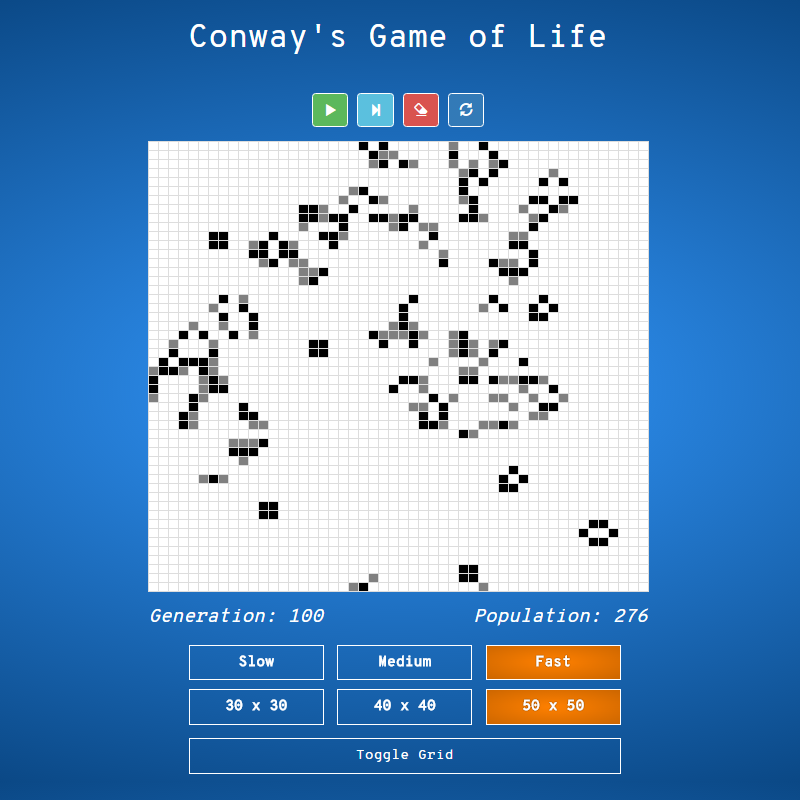 Conway's Game of Life
Generation: 100
Population: 276
Slow
Medium
Fast
30 x 30
40 x 40
50 x 50
Toggle Grid